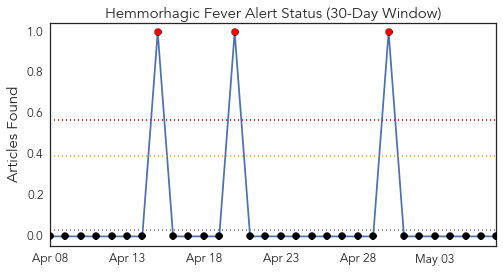 Hemmorhagic Fever Alert Status (30-Day Window)
Articles Found
1.0
0.8
0.6
0.4
0.2
0.0
Apr 08 Apr 13 Apr 18 Apr 23 Apr 28 May 03